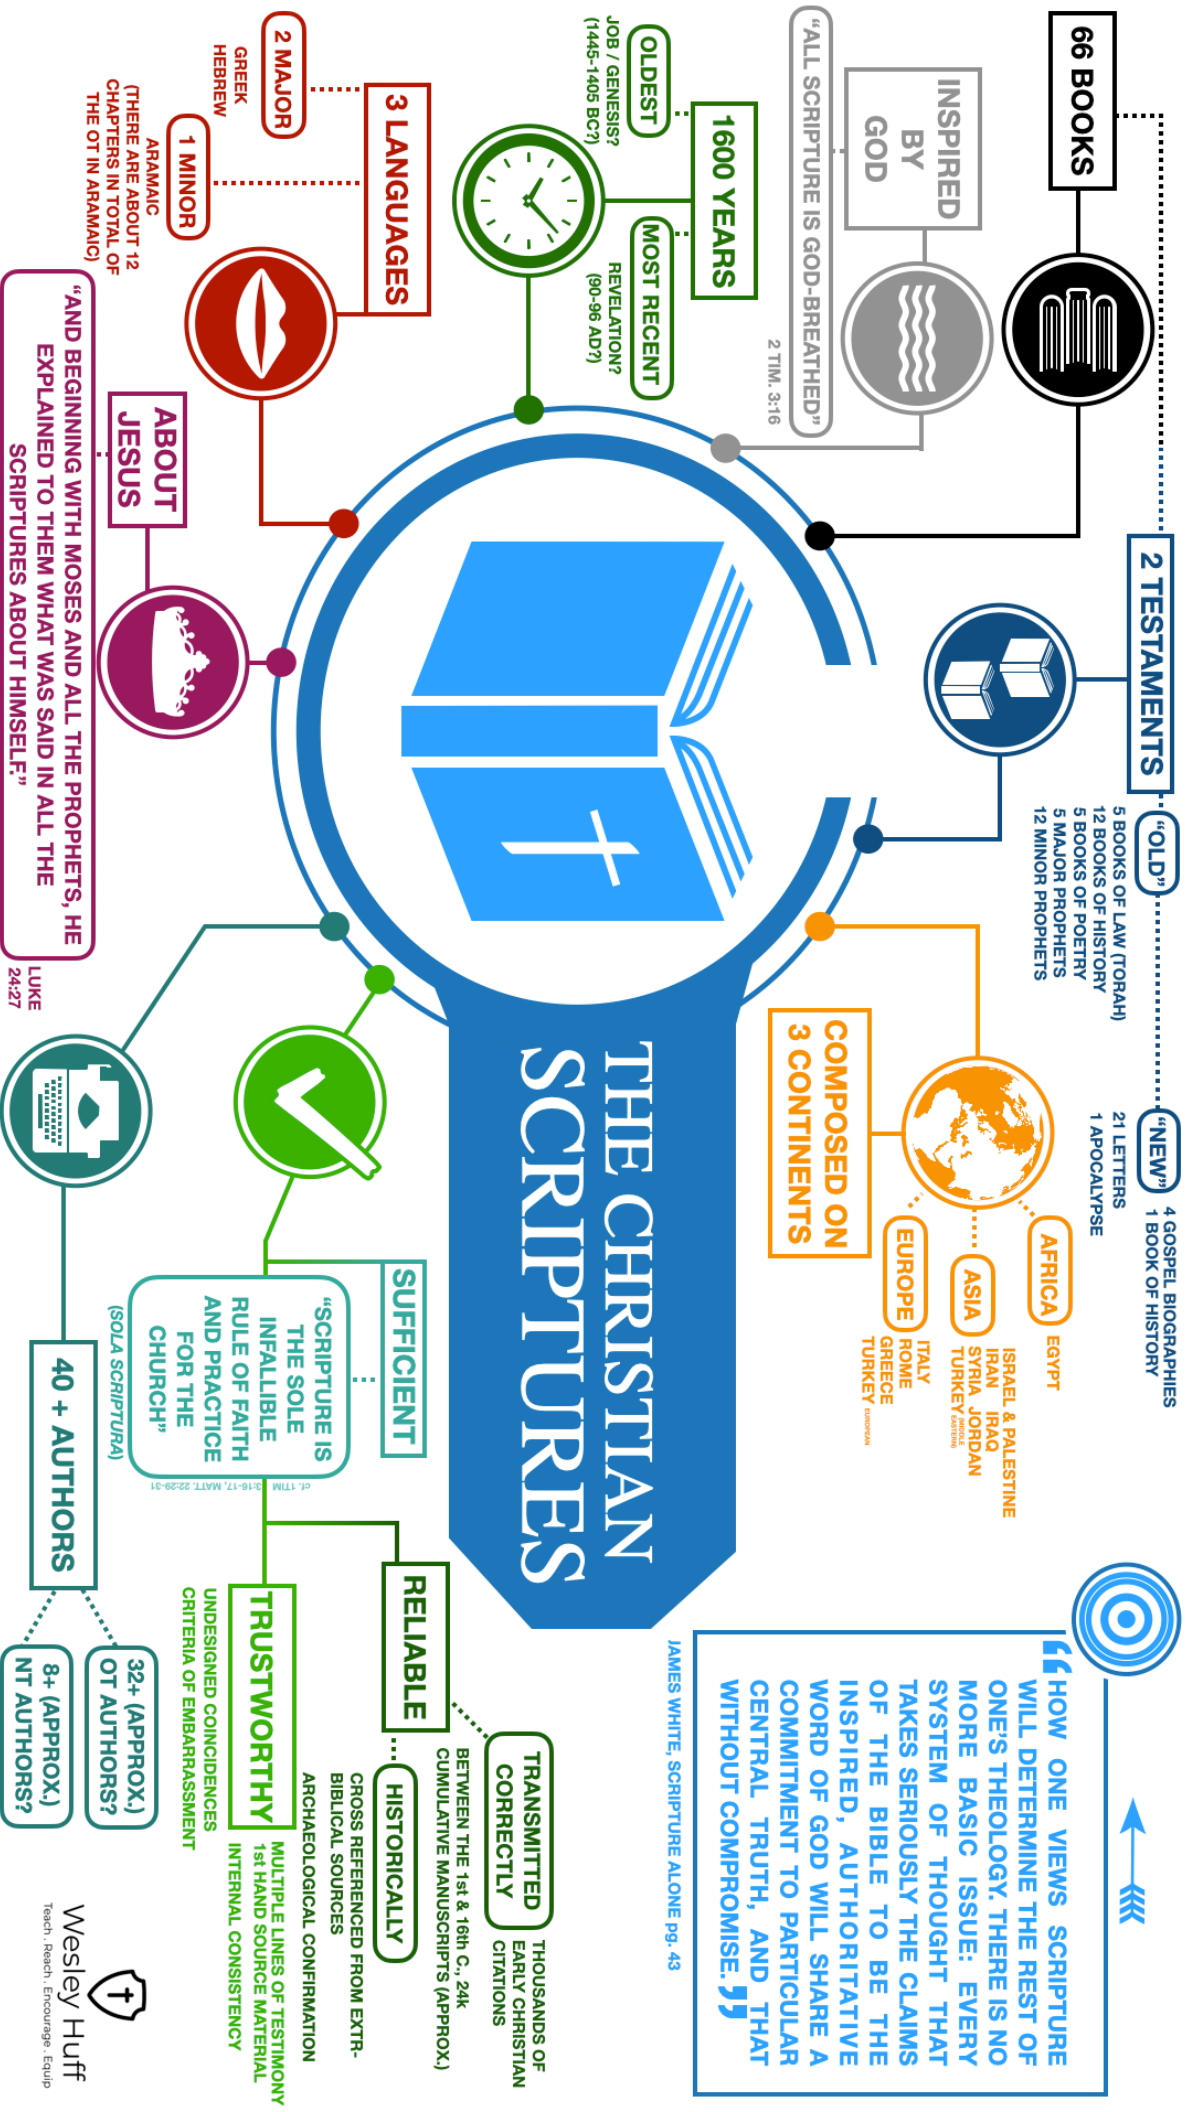 66 BOOKS
2 TESTAMENTS
"OLD"
5 BOOKS OF LAW (TORAH)
12 BOOKS OF HISTORY
5 BOOKS OF POETRY
5 MAJOR PROPHETS
12 MINOR PROPHETS
"NEW"
4 GOSPEL BIOGRAPHIES
1 BOOK OF HISTORY
21 LETTERS
1 APOCALYPSE
INSPIRED
BY
GOD
"ALL SCRIPTURE IS GOD-BREATHED"
2 TIM. 3:16
1600 YEARS
OLDEST
JOB / GENESIS?
(1445-1405 BC?)
MOST RECENT
REVELATION?
(90-96 AD?)
3 LANGUAGES
2 MAJOR
GREEK
HEBREW
1 MINOR
ARAMAIC
(THERE ARE ABOUT 12
CHAPTERS IN TOTAL OF
THE OT IN ARAMAIC)
ABOUT
JESUS
"AND BEGINNING WITH MOSES AND ALL THE PROPHETS, HE
EXPLAINED TO THEM WHAT WAS SAID IN ALL THE
SCRIPTURES ABOUT HIMSELF."
LUKE
24:27
COMPOSED ON
3 CONTINENTS
AFRICA
EGYPT
ASIA
ISRAEL & PALESTINE
IRAN IRAQ
SYRIA JORDAN
TURKEY (MIDDLE
EASTERN)
EUROPE
ITALY
ROME
GREECE
TURKEY EUROPEAN
THE CHRISTIAN
SCRIPTURES
SUFFICIENT
"SCRIPTURE IS
THE SOLE
INFALLIBLE
RULE OF FAITH
AND PRACTICE
FOR THE
CHURCH"
(SOLA SCRIPTURA)
cf. 1TIM 3:16-17, MATT. 22:29-31
40 + AUTHORS
32+ (APPROX.)
OT AUTHORS?
8+ (APPROX.)
NT AUTHORS?
RELIABLE
TRANSMITTED
CORRECTLY
THOUSANDS OF
EARLY CHRISTIAN
CITATIONS
BETWEEN THE 1st & 16th C., 24k
CUMULATIVE MANUSCRIPTS (APPROX.)
HISTORICALLY
CROSS REFERENCED FROM EXTR-
BIBLICAL SOURCES
ARCHAEOLOGICAL CONFIRMATION
TRUSTWORTHY
MULTIPLE LINES OF TESTIMONY
1st HAND SOURCE MATERIAL
INTERNAL CONSISTENCY
UNDESIGNED COINCIDENCES
CRITERIA OF EMBARRASSMENT
"HOW ONE VIEWS SCRIPTURE
WILL DETERMINE THE REST OF
ONE'S THEOLOGY. THERE IS NO
MORE BASIC ISSUE: EVERY
SYSTEM OF THOUGHT THAT
TAKES SERIOUSLY THE CLAIMS
OF THE BIBLE TO BE THE
INSPIRED, AUTHORITATIVE
WORD OF GOD WILL SHARE A
COMMITMENT TO PARTICULAR
CENTRAL TRUTH, AND THAT
WITHOUT COMPROMISE."
JAMES WHITE, SCRIPTURE ALONE pg. 43
Wesley Huff
Teach . Reach . Encourage . Equip